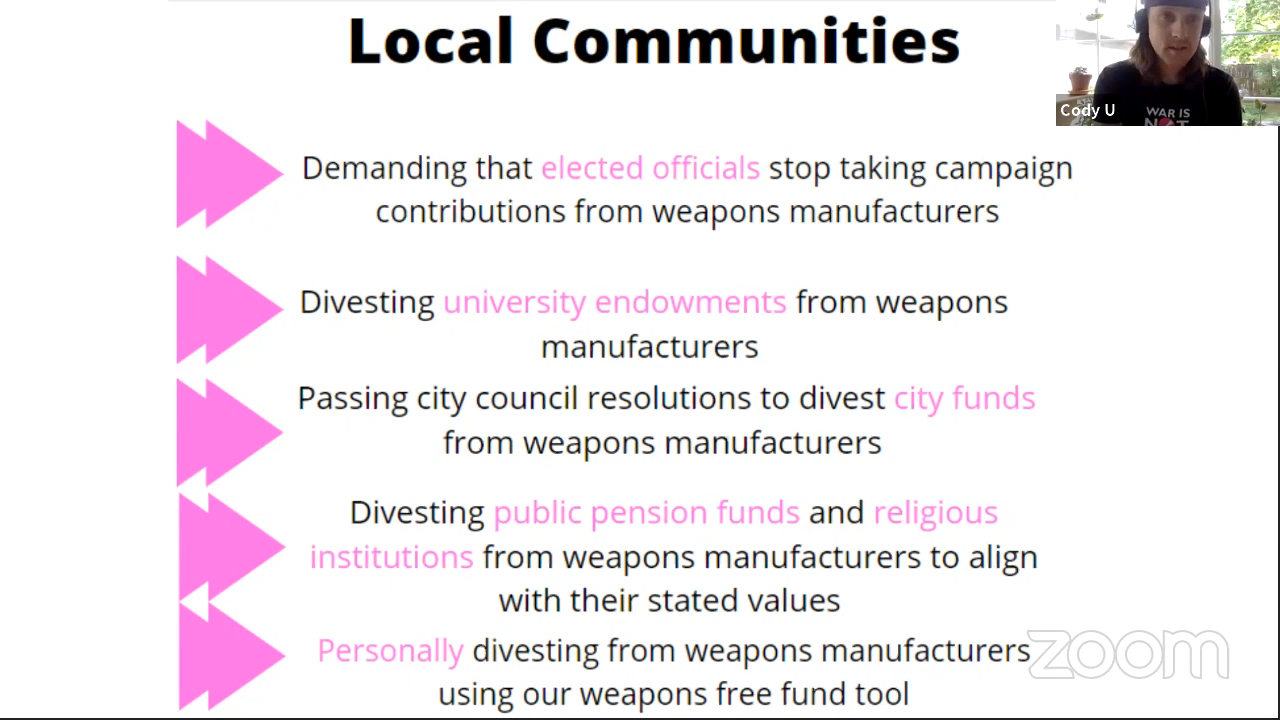 Local Communities
Cody U
WAR IS
NOT
Demanding that elected officials stop taking campaign
contributions from weapons manufacturers
Divesting university endowments from weapons
manufacturers
Passing city council resolutions to divest city funds
from weapons manufacturers
Divesting public pension funds and religious
institutions from weapons manufacturers to align
with their stated values
Personally divesting from weapons manufacturers
using our weapons free fund tool
zoom